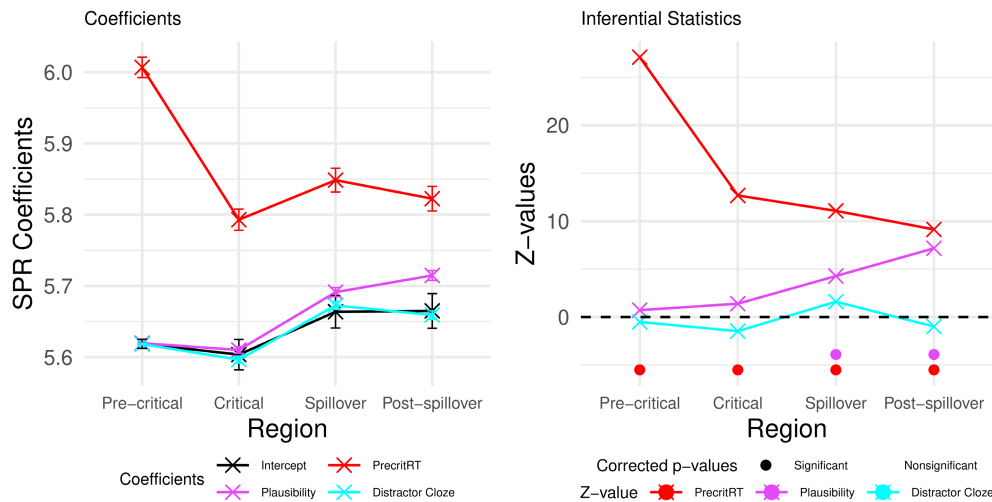 Coefficients
SPR Coefficients
6.0
5.9
5.8
5.7
5.6
Pre−critical Critical Spillover Post−spillover
Region
Coefficients
Intercept PrecritRT
Plausibility Distractor Cloze
Inferential Statistics
Z−values
20
10
0
Pre−critical Critical Spillover Post−spillover
Region
Corrected p−values Significant Nonsignificant
Z−value PrecritRT Plausibility Distractor Cloze